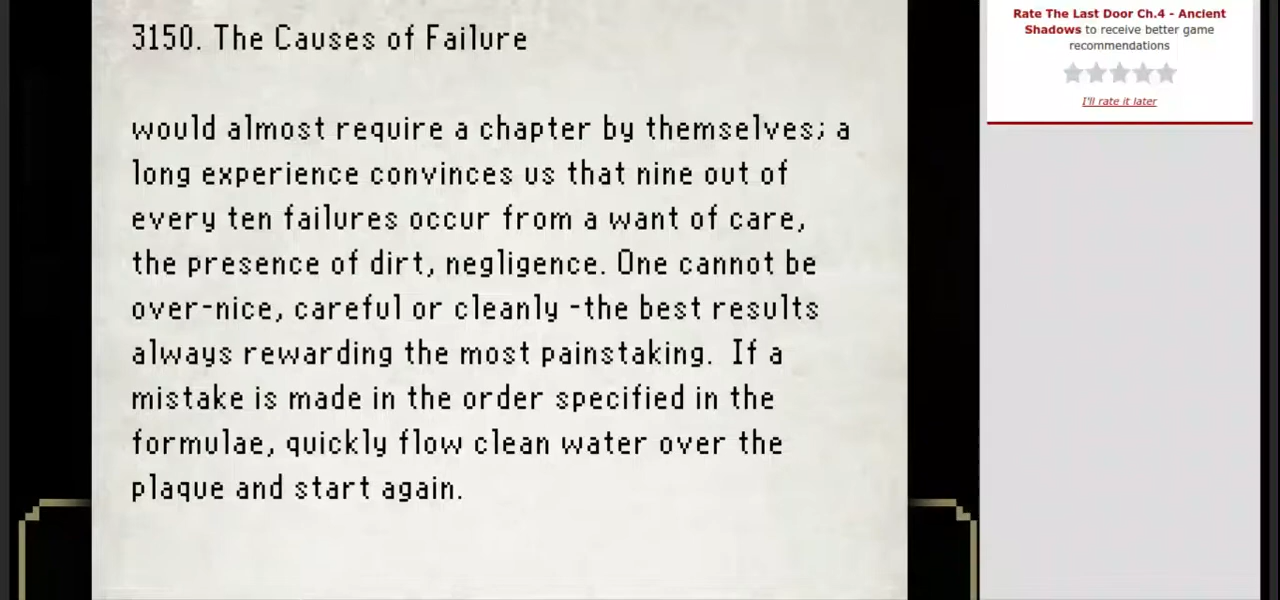 3150. The Causes of Failure
would almost require a chapter by themselves; a
long experience convinces us that nine out of
every ten failures occur from a want of care,
the presence of dirt, negligence. One cannot be
over-nice, careful or cleanly -the best results
always rewarding the most painstaking.  If a
mistake is made in the order specified in the
formulae, quickly flow clean water over the
plaque and start again.
Rate The Last Door Ch.4 - Ancient
Shadows to receive better game
recommendations
I'll rate it later